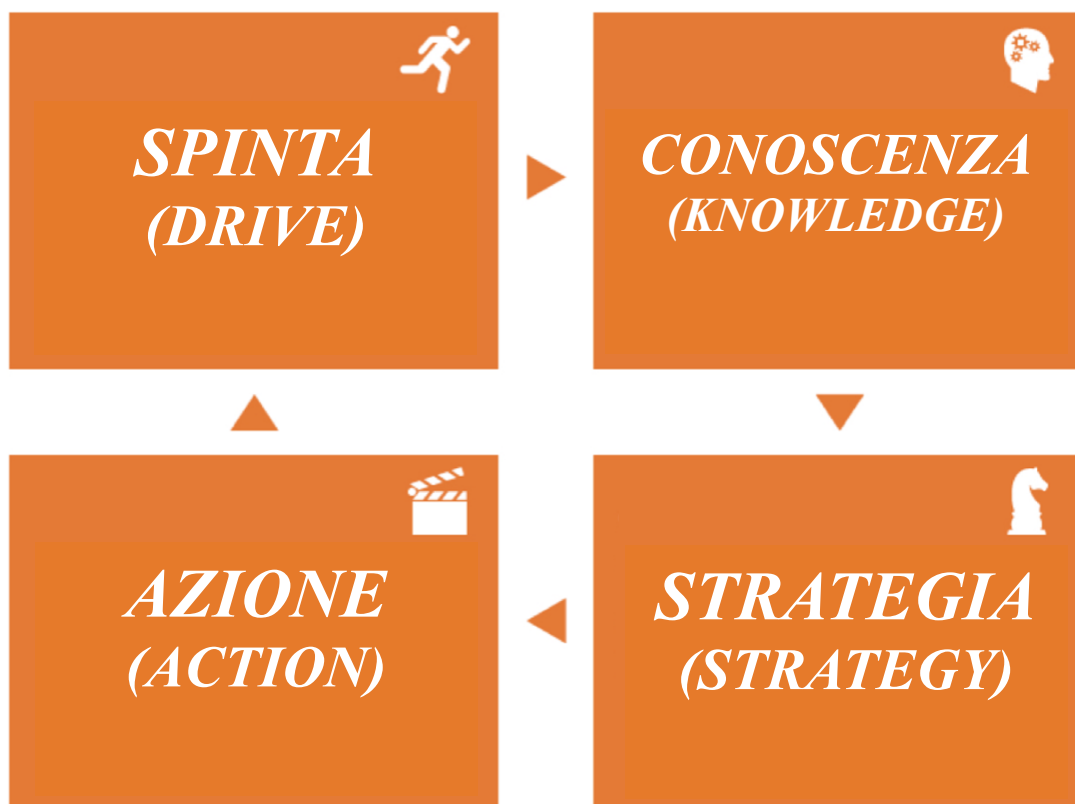 SPINTA
(DRIVE)
CONOSCENZA
(KNOWLEDGE)
STRATEGIA
(STRATEGY)
AZIONE
(ACTION)